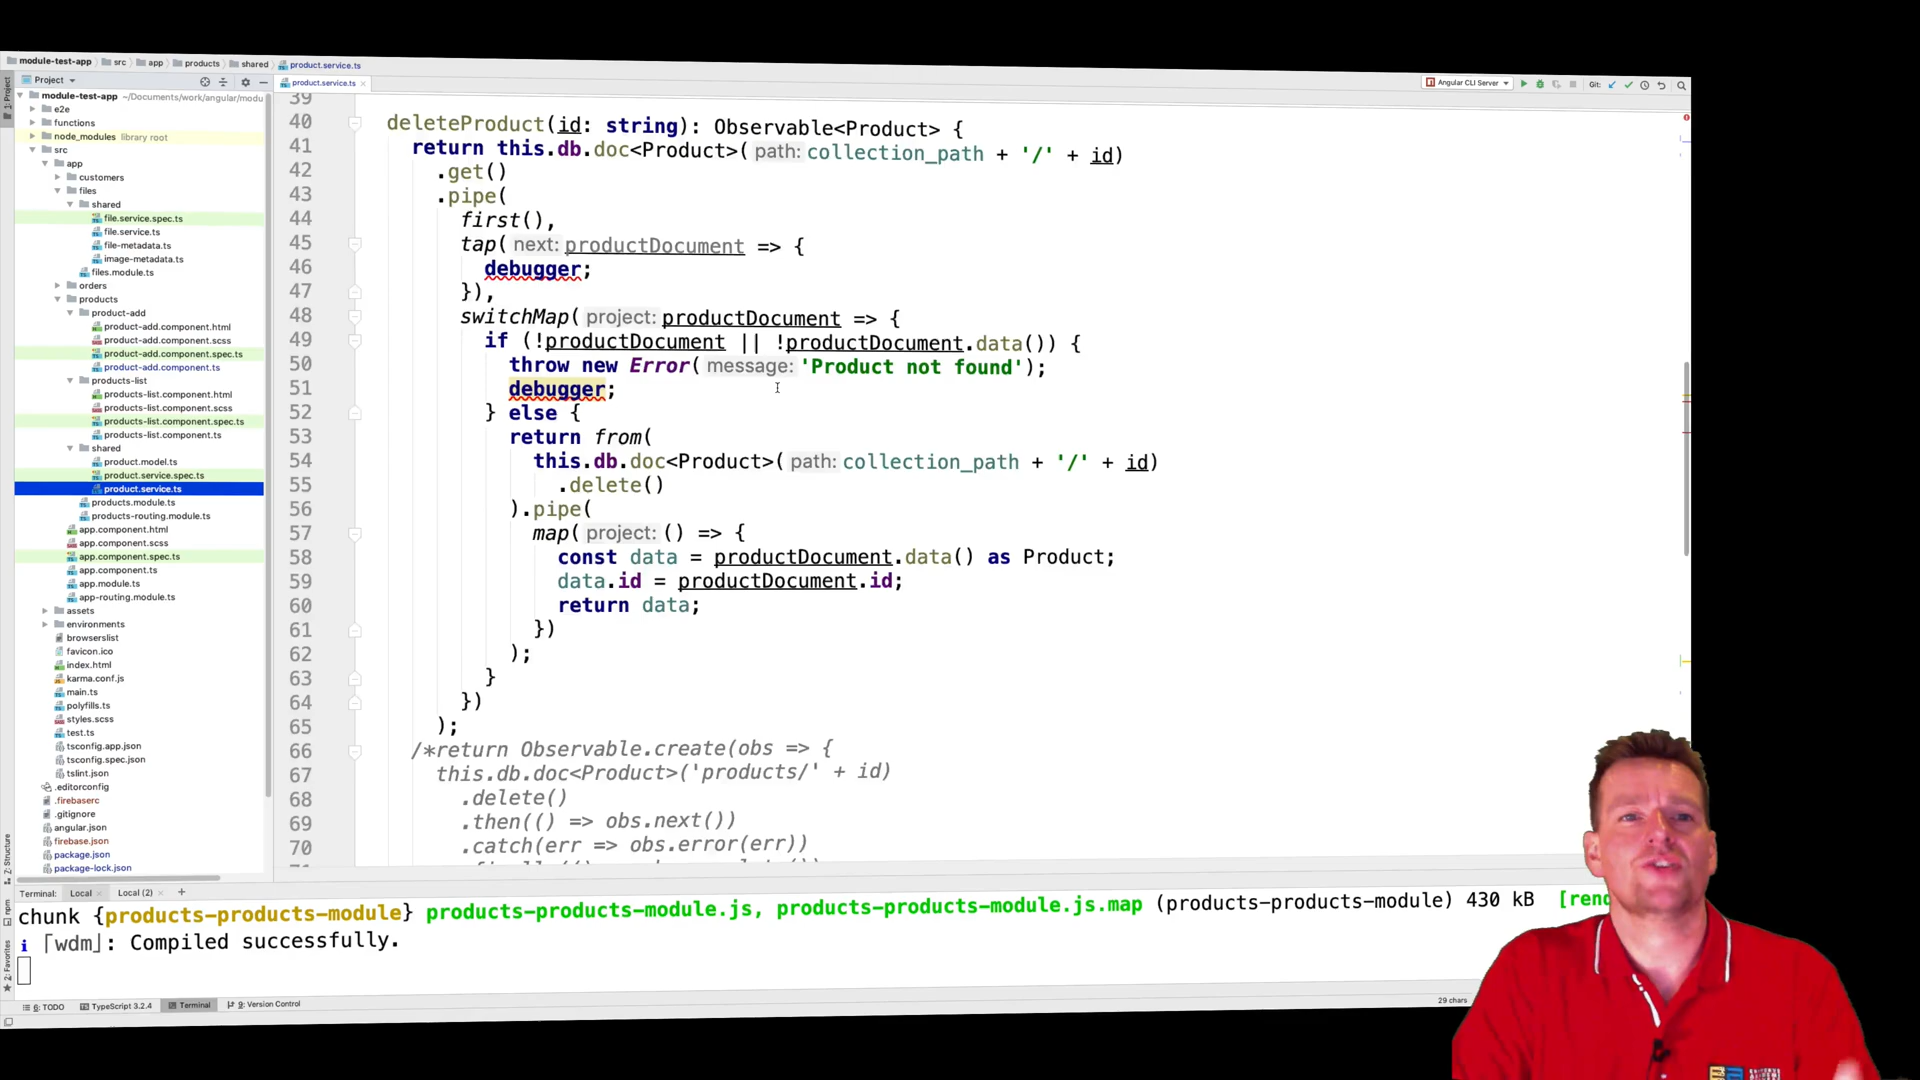 module-test-app src app products shared product.service.ts
Project
product.service.ts
Angular CLI Server
Git:
1: Project
module-test-app ~/Documents/work/angular/modu
e2e
functions
node_modules library root
src
app
customers
files
shared
file.service.spec.ts
file.service.ts
file-metadata.ts
image-metadata.ts
files.module.ts
orders
products
product-add
product-add.component.html
product-add.component.scss
product-add.component.spec.ts
product-add.component.ts
products-list
products-list.component.html
products-list.component.scss
products-list.component.spec.ts
products-list.component.ts
shared
product.model.ts
product.service.spec.ts
product.service.ts
products.module.ts
products-routing.module.ts
app.component.html
app.component.scss
app.component.spec.ts
app.component.ts
app.module.ts
app-routing.module.ts
assets
environments
browserslist
favicon.ico
index.html
karma.conf.js
main.ts
polyfills.ts
styles.scss
test.ts
tsconfig.app.json
tsconfig.spec.json
tslint.json
.editorconfig
.firebaserc
.gitignore
angular.json
firebase.json
package.json
package-lock.json
39
40 deleteProduct(id: string): Observable<Product> {
41 return this.db.doc<Product>( path: collection_path + '/' + id)
42 .get()
43 .pipe(
44 first(),
45 tap( next: productDocument => {
46 debugger;
47 }),
48 switchMap( project: productDocument => {
49 if (!productDocument || !productDocument.data()) {
50 throw new Error( message: 'Product not found');
51 debugger;
52 } else {
53 return from(
54 this.db.doc<Product>( path: collection_path + '/' + id)
55 .delete()
56 ).pipe(
57 map( project: () => {
58 const data = productDocument.data() as Product;
59 data.id = productDocument.id;
60 return data;
61 })
62 );
63 }
64 })
65 );
66 /*return Observable.create(obs => {
67 this.db.doc<Product>('products/' + id)
68 .delete()
69 .then(() => obs.next())
70 .catch(err => obs.error(err))
Z: Structure
npm
2: Favorites
Terminal: Local Local (2) +
chunk {products-products-module} products-products-module.js, products-products-module.js.map (products-products-module) 430 kB [rend
i ｢wdm｣: Compiled successfully.
6: TODO TypeScript 3.2.4 Terminal 9: Version Control
29 chars